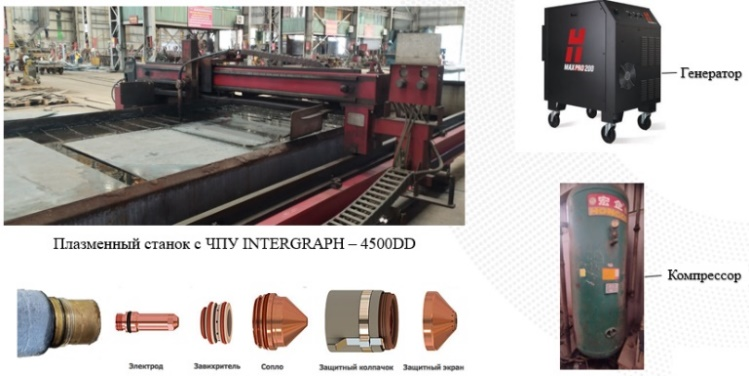 MAXPRO 200
Генератор
Плазменный станок с ЧПУ INTERGRAPH – 4500DD
Компрессор
Электрод
Завихритель
Сопло
Защитный колпачок
Защитный экран